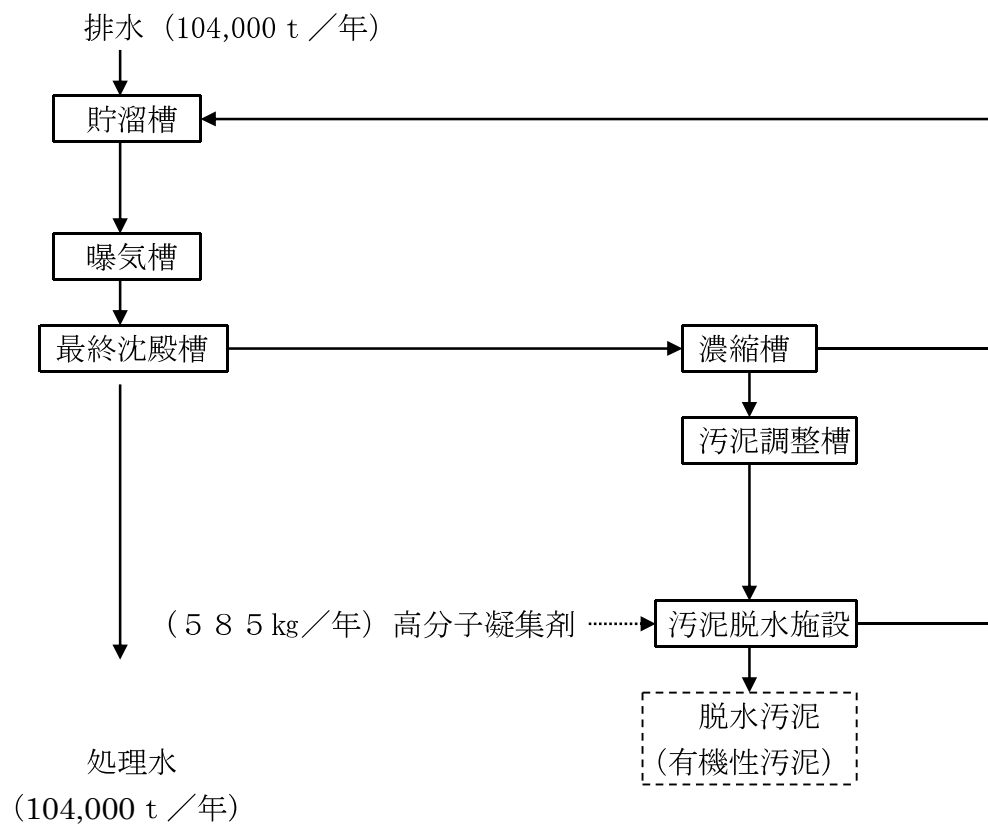 排水（104,000ｔ／年）
貯溜槽
曝気槽
最終沈殿槽
濃縮槽
汚泥調整槽
（５８５㎏／年）高分子凝集剤
汚泥脱水施設
脱水汚泥
（有機性汚泥）
処理水
（104,000ｔ／年）